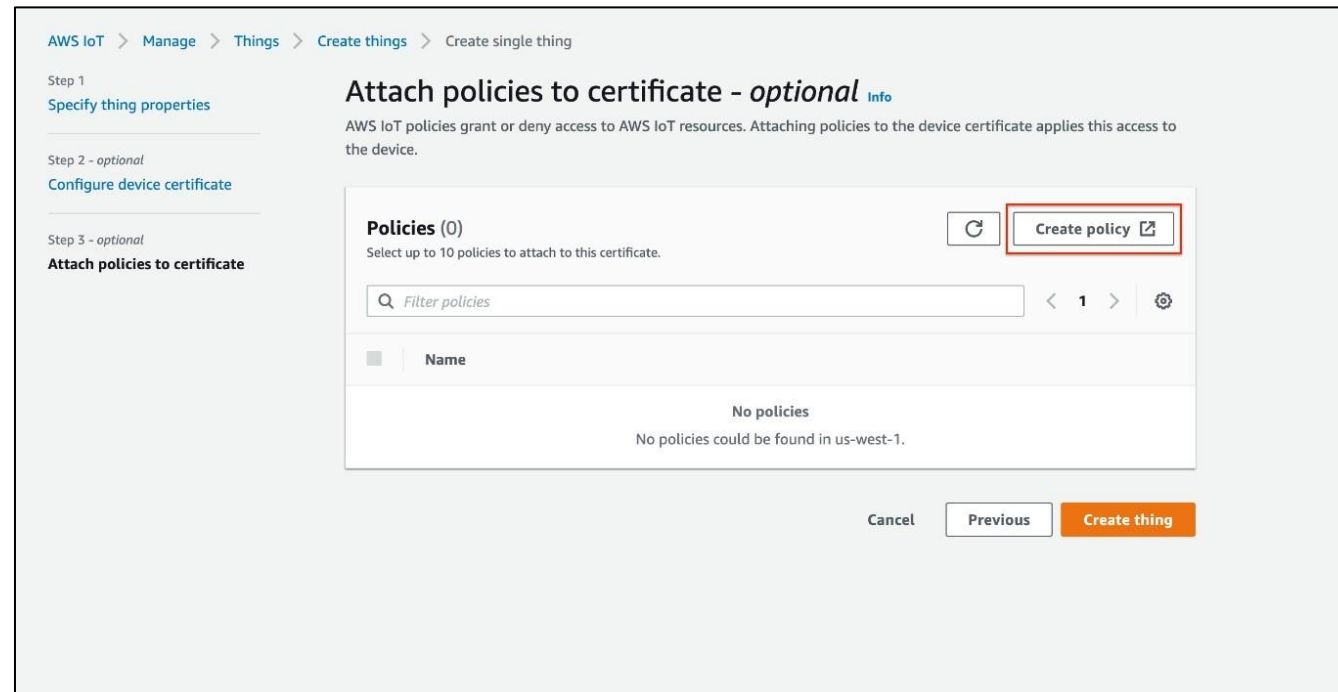 AWS IoT > Manage > Things > Create things > Create single thing
Step 1
Specify thing properties
Step 2 - optional
Configure device certificate
Step 3 - optional
Attach policies to certificate
Attach policies to certificate - optional Info
AWS IoT policies grant or deny access to AWS IoT resources. Attaching policies to the device certificate applies this access to
the device.
Policies (0)
Select up to 10 policies to attach to this certificate.
Create policy
Filter policies
< 1 >
Name
No policies
No policies could be found in us-west-1.
Cancel Previous Create thing